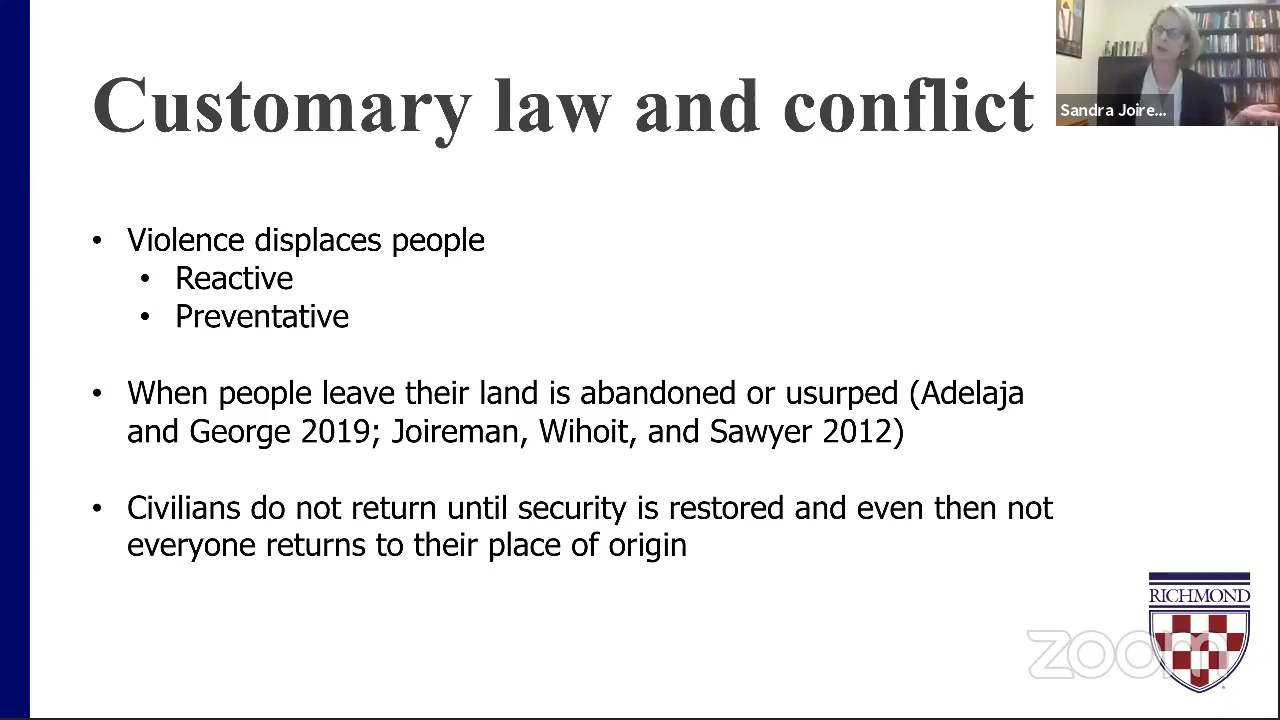 Customary law and conflict
Sandra Joire...
• Violence displaces people
• Reactive
• Preventative
• When people leave their land is abandoned or usurped (Adelaja
and George 2019; Joireman, Wihoit, and Sawyer 2012)
• Civilians do not return until security is restored and even then not
everyone returns to their place of origin
RICHMOND
zoom